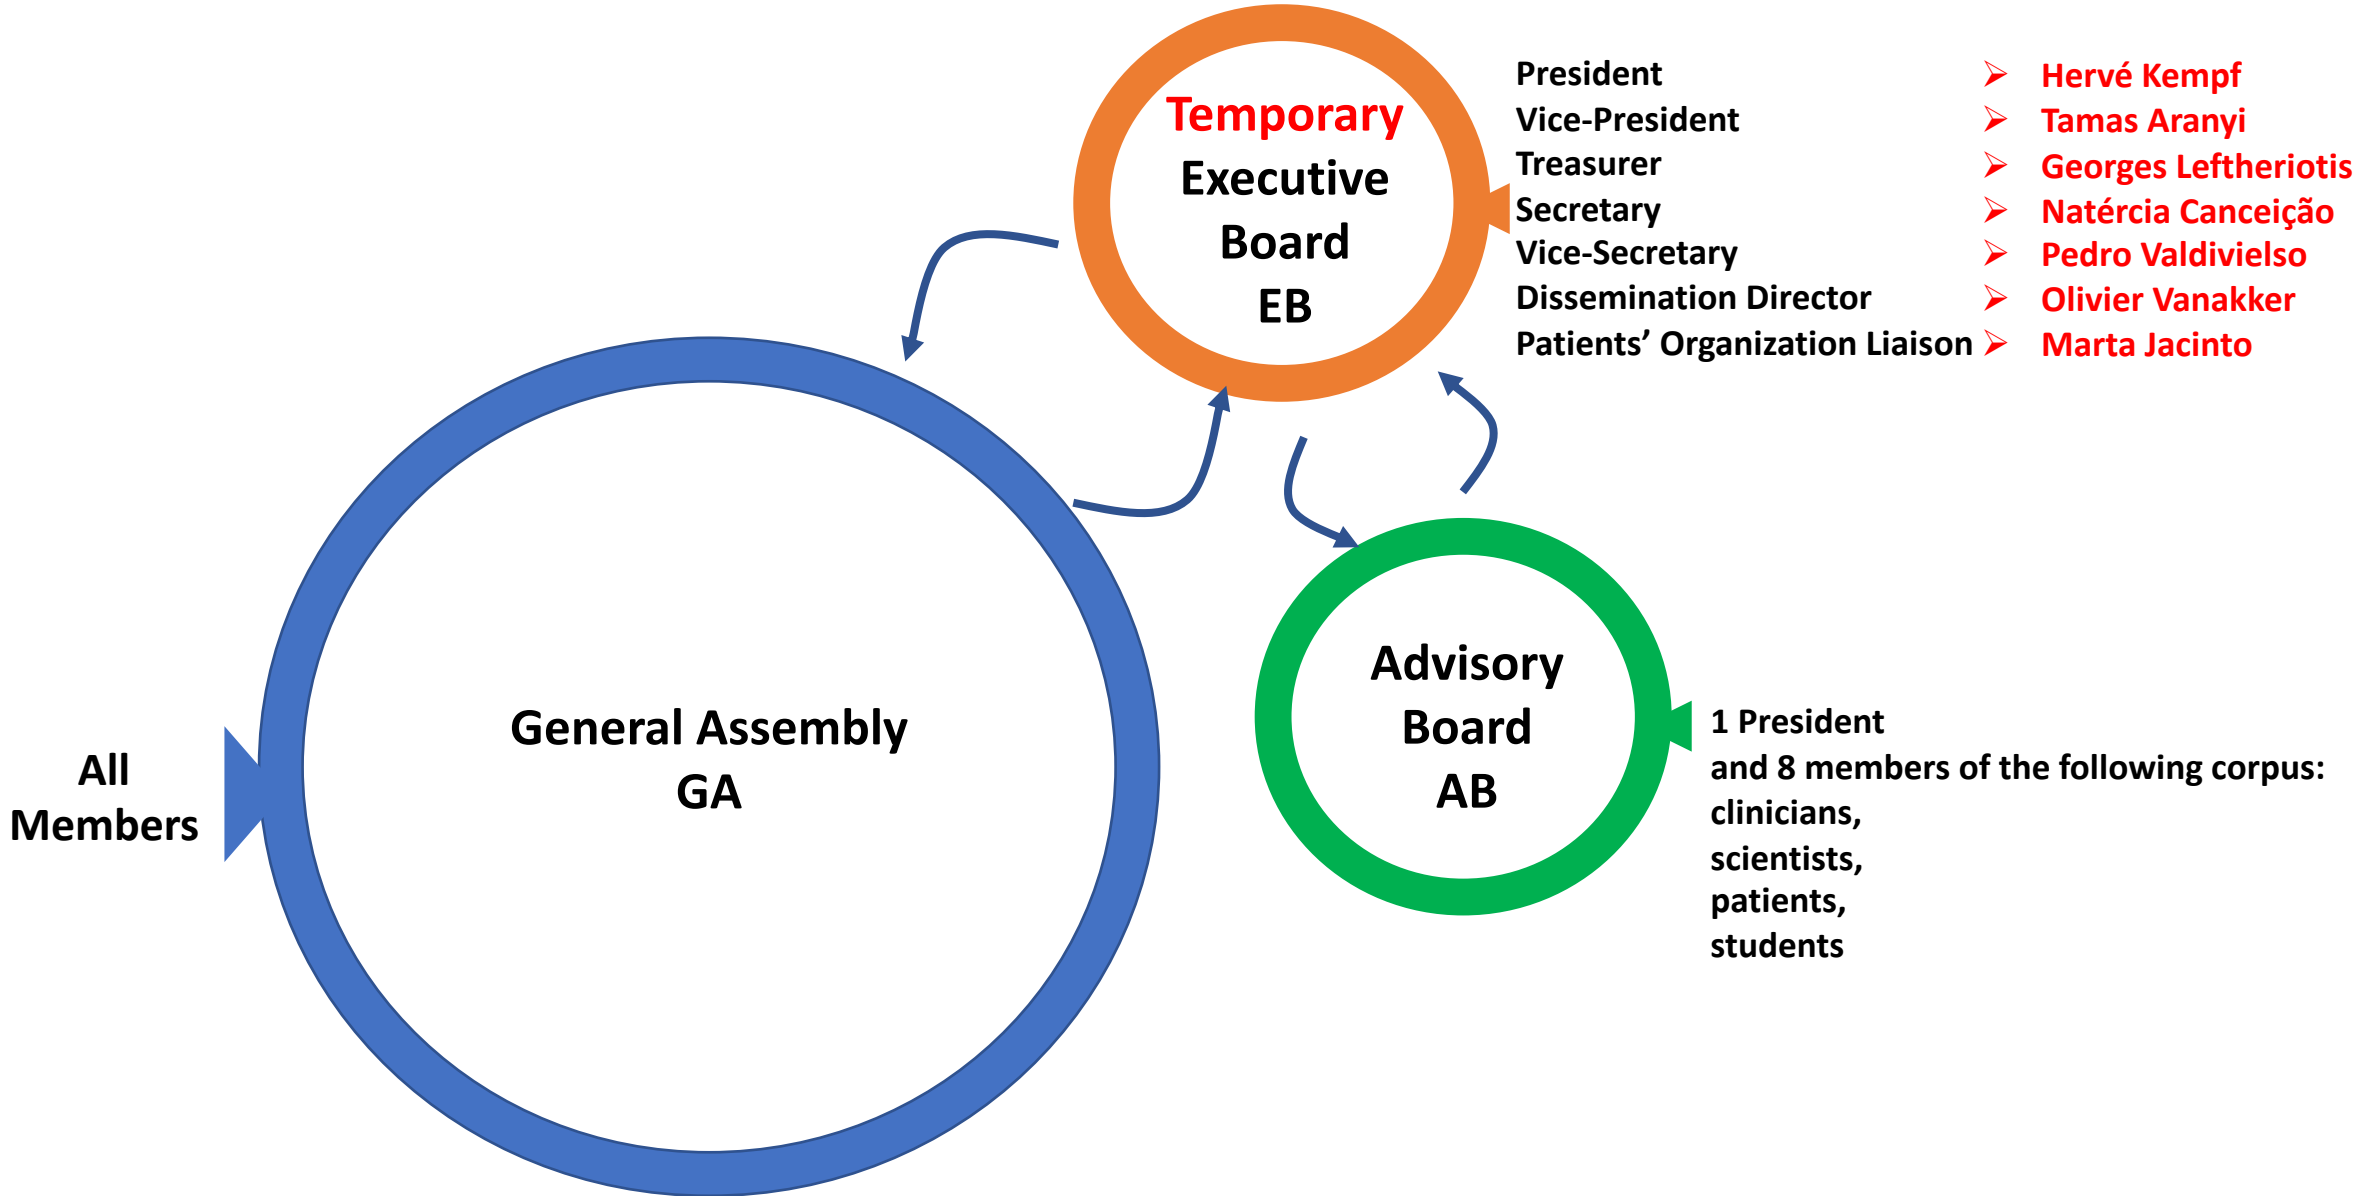 Temporary
Executive
Board
EB
President
Vice-President
Treasurer
Secretary
Vice-Secretary
Dissemination Director
Patients’ Organization Liaison
➢ Hervé Kempf
➢ Tamas Aranyi
➢ Georges Leftheriotis
➢ Natércia Canceição
➢ Pedro Valdivielso
➢ Olivier Vanakker
➢ Marta Jacinto
All
Members
General Assembly
GA
Advisory
Board
AB
1 President
and 8 members of the following corpus:
clinicians,
scientists,
patients,
students